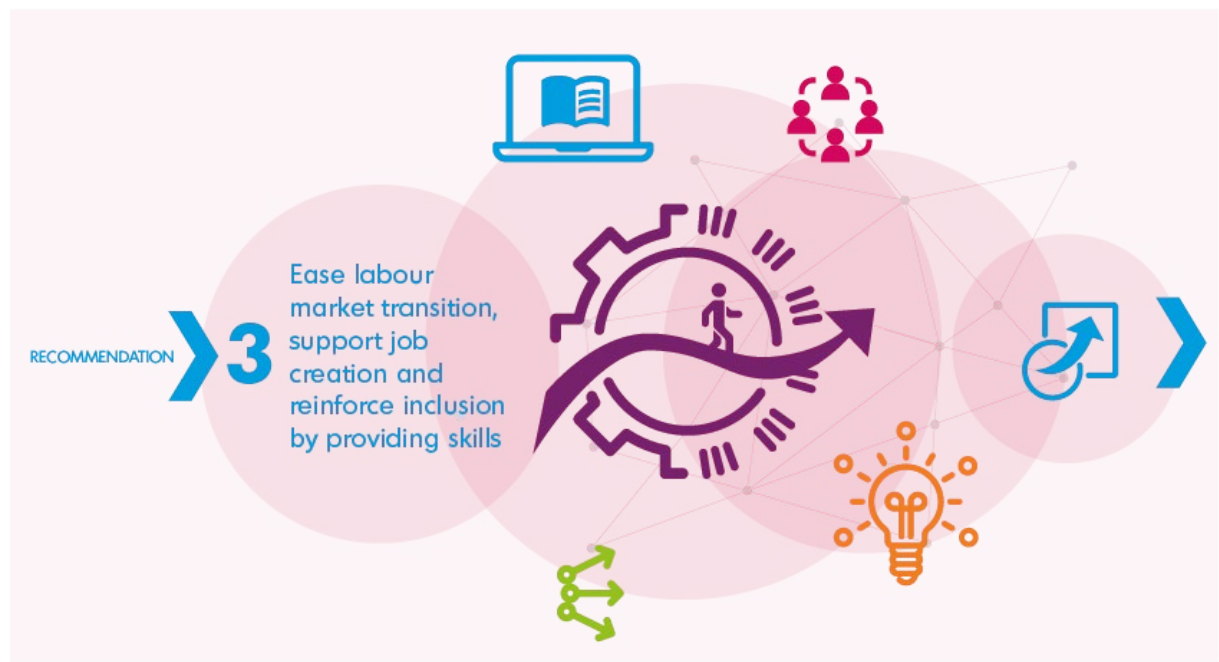 RECOMMENDATION
3
Ease labour
market transition,
support job
creation and
reinforce inclusion
by providing skills